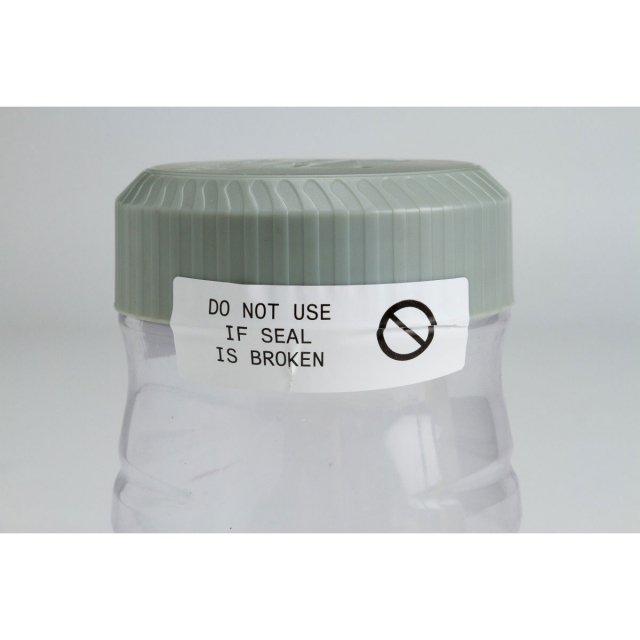 DO NOT USE
IF SEAL
IS BROKEN